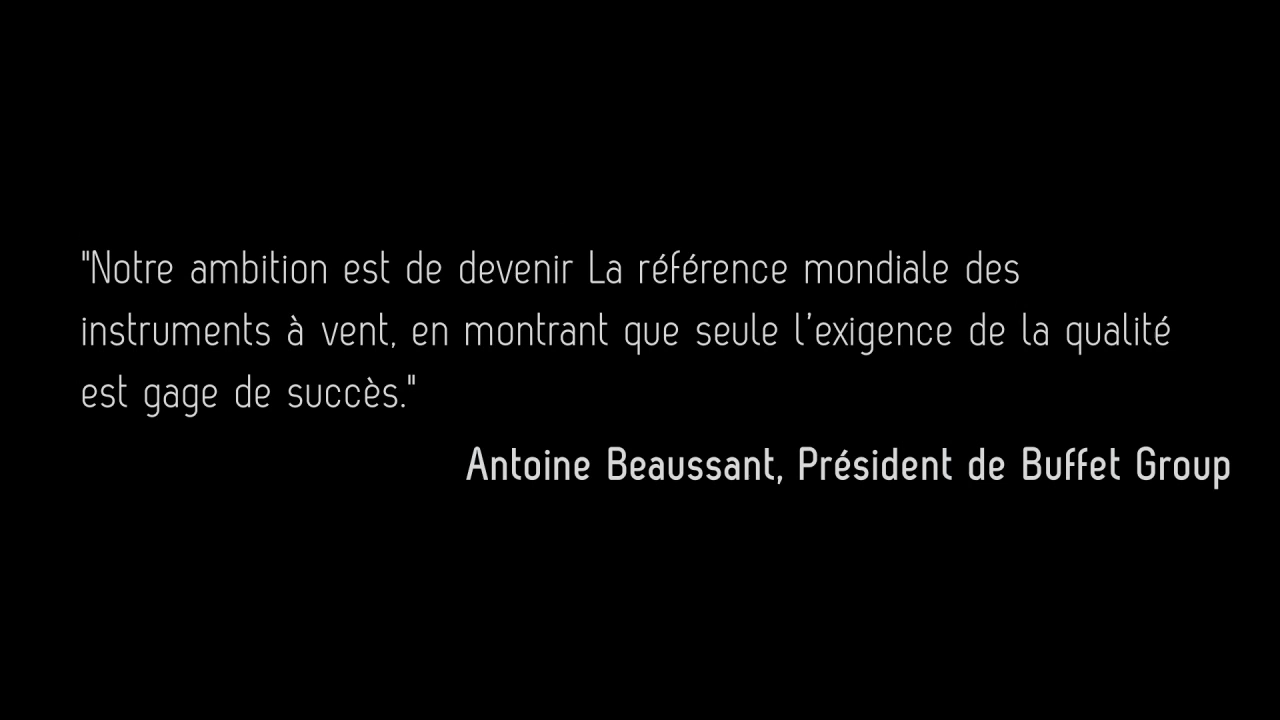 "Notre ambition est de devenir La référence mondiale des
instruments à vent, en montrant que seule l'exigence de la qualité
est gage de succès."
Antoine Beaussant, Président de Buffet Group